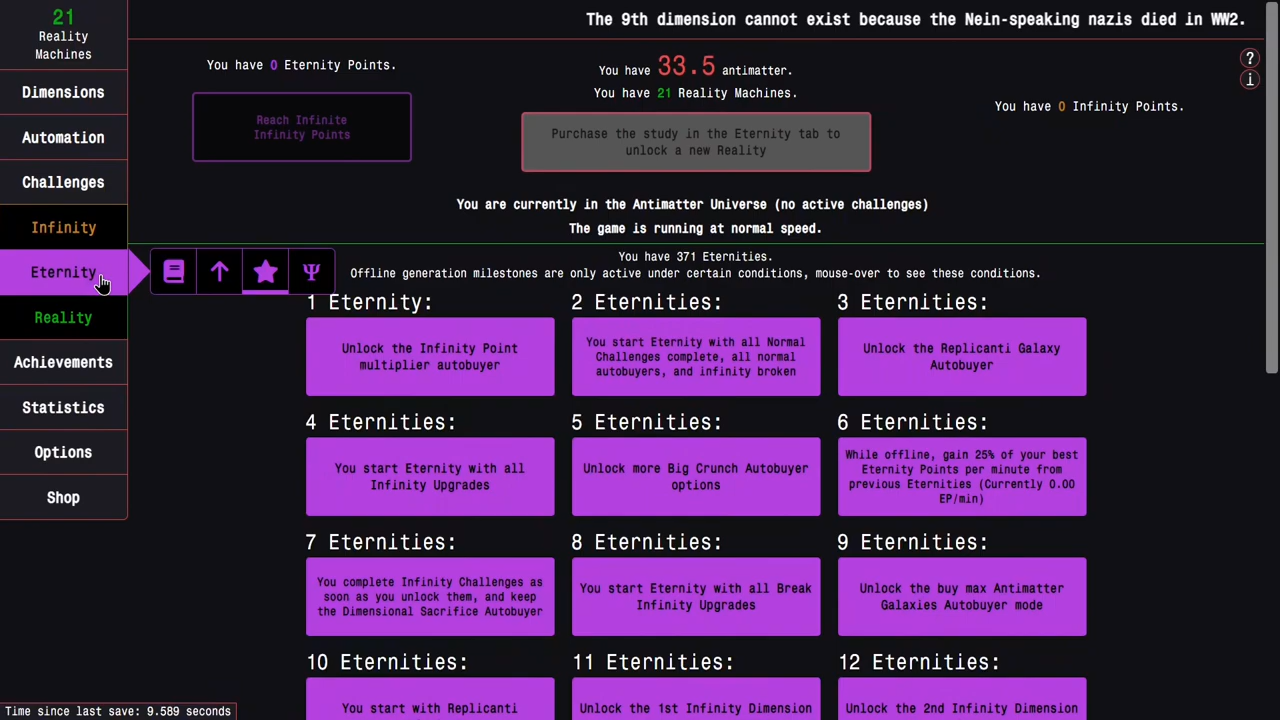 21
Reality
Machines
Dimensions
Automation
Challenges
Infinity
Eternity
Reality
Achievements
Statistics
Options
Shop
The 9th dimension cannot exist because the Nein-speaking nazis died in WW2.
You have 0 Eternity Points.
Reach Infinite
Infinity Points
You have 33.5 antimatter.
You have 21 Reality Machines.
Purchase the study in the Eternity tab to
unlock a new Reality
You have 0 Infinity Points.
?
i
You are currently in the Antimatter Universe (no active challenges)
The game is running at normal speed.
Ψ
You have 371 Eternities.
Offline generation milestones are only active under certain conditions, mouse-over to see these conditions.
1 Eternity:
Unlock the Infinity Point
multiplier autobuyer
2 Eternities:
You start Eternity with all Normal
Challenges complete, all normal
autobuyers, and infinity broken
3 Eternities:
Unlock the Replicanti Galaxy
Autobuyer
4 Eternities:
You start Eternity with all
Infinity Upgrades
5 Eternities:
Unlock more Big Crunch Autobuyer
options
6 Eternities:
While offline, gain 25% of your best
Eternity Points per minute from
previous Eternities (Currently 0.00
EP/min)
7 Eternities:
You complete Infinity Challenges as
soon as you unlock them, and keep
the Dimensional Sacrifice Autobuyer
8 Eternities:
You start Eternity with all Break
Infinity Upgrades
9 Eternities:
Unlock the buy max Antimatter
Galaxies Autobuyer mode
10 Eternities:
You start with Replicanti
11 Eternities:
Unlock the 1st Infinity Dimension
12 Eternities:
Unlock the 2nd Infinity Dimension
Time since last save: 9.589 seconds